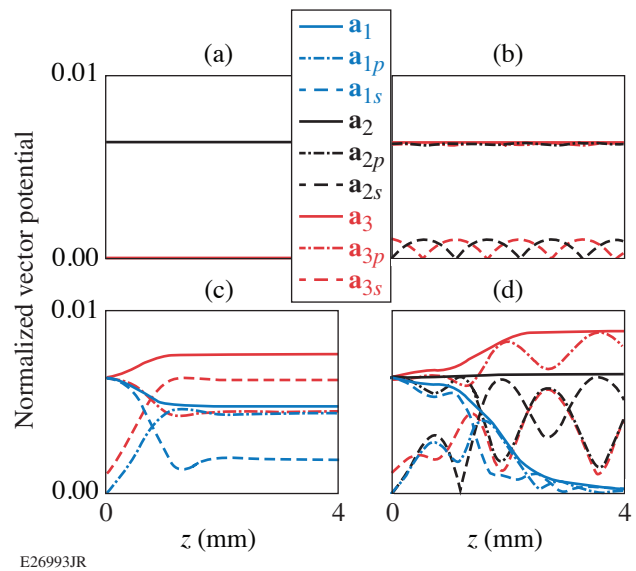 (a)
(b)
a1
a1p
a1s
a2
a2p
a2s
a3
a3p
a3s
0.01
0.00
Normalized vector potential
(c)
(d)
0.01
0.00
0
4
0
4
z (mm)
z (mm)
E26993JR